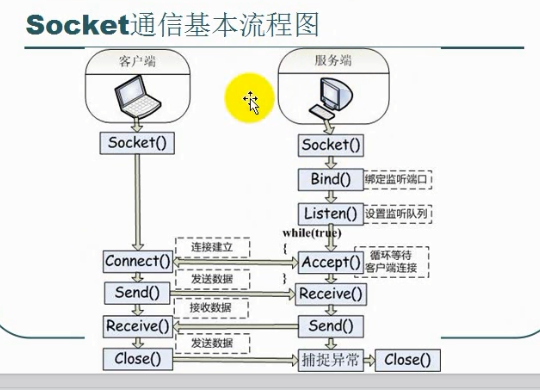 Socket通信基本流程图
客户端
服务端
Socket()
Socket()
Bind()
绑定监听端口
Listen()
设置监听队列
while(true)
{
连接建立
Connect()
Accept()
循环等待
客户端连接
发送数据
}
Send()
Receive()
接收数据
Receive()
Send()
发送数据
Close()
捕捉异常
Close()